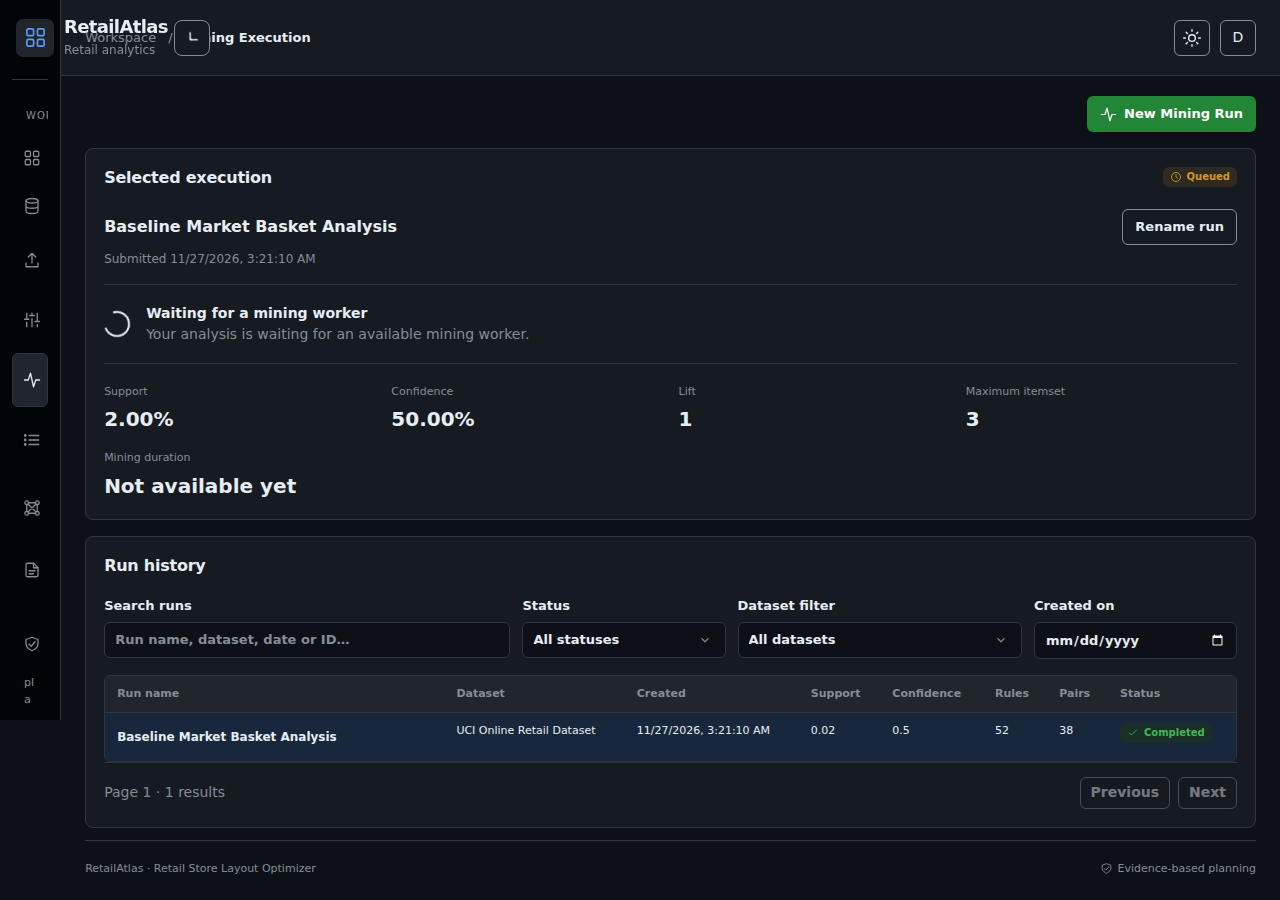 RetailAtlas
Retail analytics
Workspace / ing Execution
D
WOI
pl
a
New Mining Run
Selected execution
Queued
Baseline Market Basket Analysis
Rename run
Submitted 11/27/2026, 3:21:10 AM
Waiting for a mining worker
Your analysis is waiting for an available mining worker.
Support Confidence Lift Maximum itemset
2.00% 50.00% 1 3
Mining duration
Not available yet
Run history
Search runs Status Dataset filter Created on
Run name, dataset, date or ID… All statuses All datasets mm/dd/yyyy
Run name Dataset Created Support Confidence Rules Pairs Status
Baseline Market Basket Analysis UCI Online Retail Dataset 11/27/2026, 3:21:10 AM 0.02 0.5 52 38 Completed
Page 1 · 1 results
Previous Next
RetailAtlas · Retail Store Layout Optimizer
Evidence-based planning